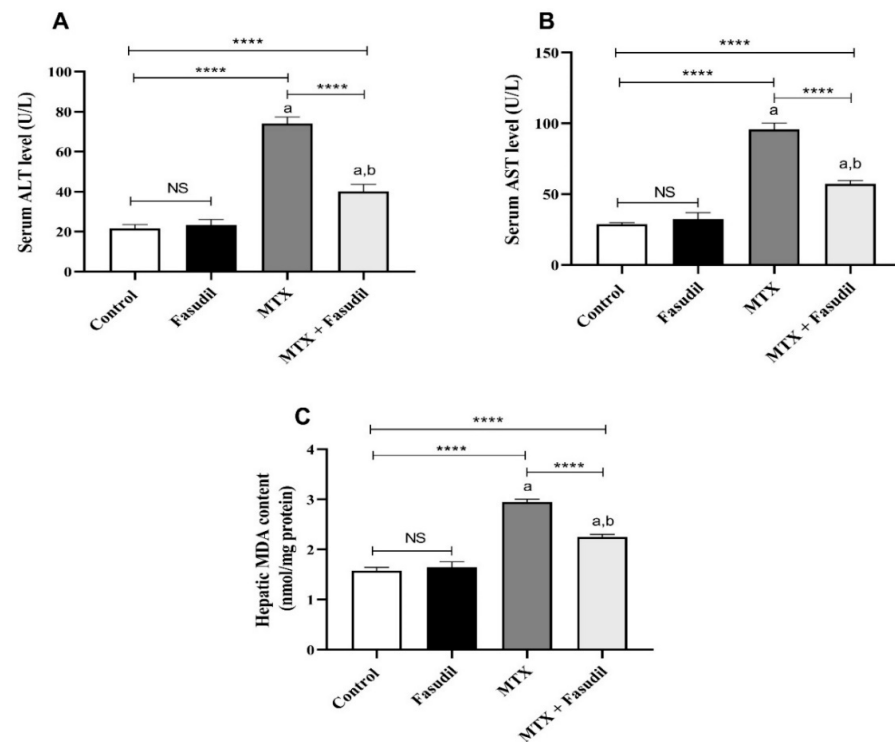 A
Serum ALT level (U/L)
100
80
60
40
20
0
****
****
****
a
a,b
NS
Control
Fasudil
MTX
MTX + Fasudil
B
Serum AST level (U/L)
150
100
50
0
****
****
****
a
a,b
NS
Control
Fasudil
MTX
MTX + Fasudil
C
Hepatic MDA content
(nmol/mg protein)
4
3
2
1
0
****
****
****
a
a,b
NS
Control
Fasudil
MTX
MTX + Fasudil